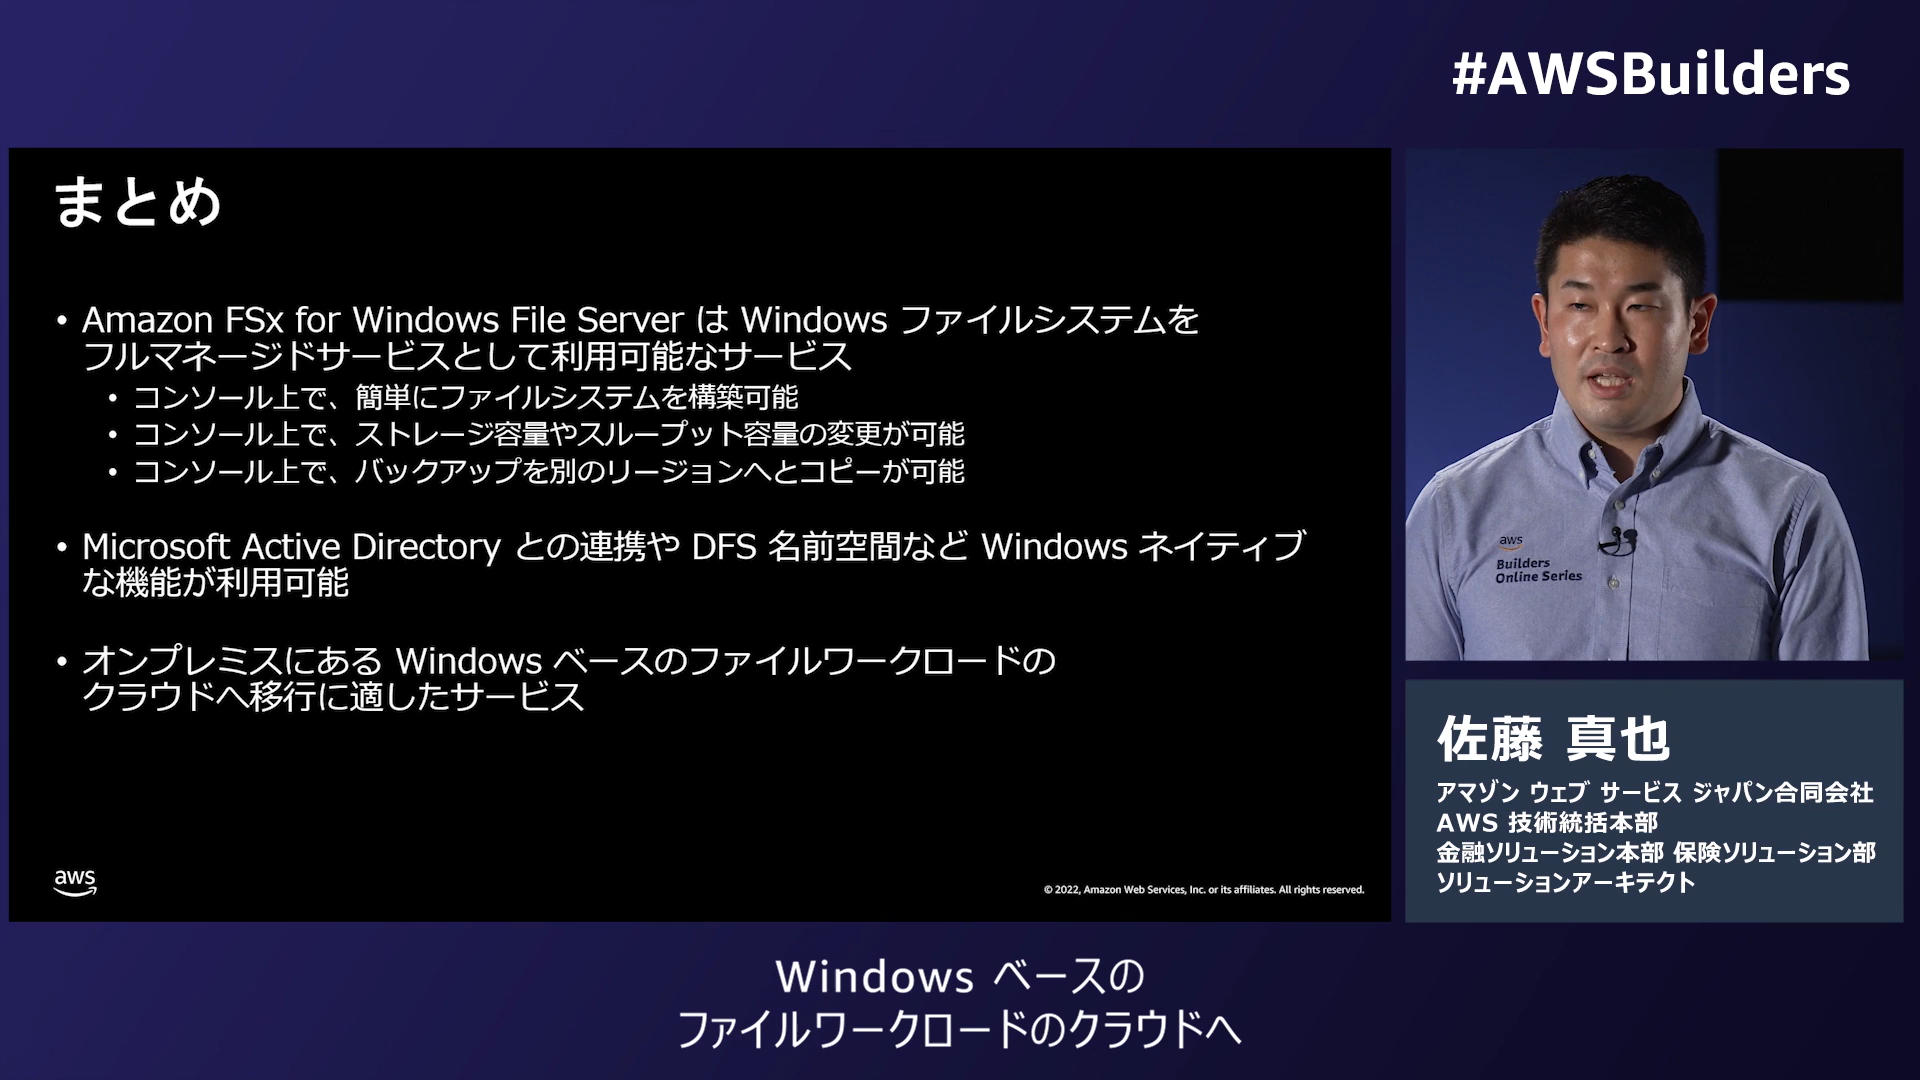 #AWSBuilders
まとめ
• Amazon FSx for Windows File Server は Windows ファイルシステムを
フルマネージドサービスとして利用可能なサービス
• コンソール上で、簡単にファイルシステムを構築可能
• コンソール上で、ストレージ容量やスループット容量の変更が可能
• コンソール上で、バックアップを別のリージョンへとコピーが可能
• Microsoft Active Directory との連携や DFS 名前空間など Windows ネイティブ
な機能が利用可能
• オンプレミスにある Windows ベースのファイルワークロードの
クラウドへ移行に適したサービス
aws
© 2022, Amazon Web Services, Inc. or its affiliates. All rights reserved.
aws
Builders
Online Series
佐藤 真也
アマゾン ウェブ サービス ジャパン合同会社
AWS 技術統括本部
金融ソリューション本部 保険ソリューション部
ソリューションアーキテクト
Windows ベースの
ファイルワークロードのクラウドへ